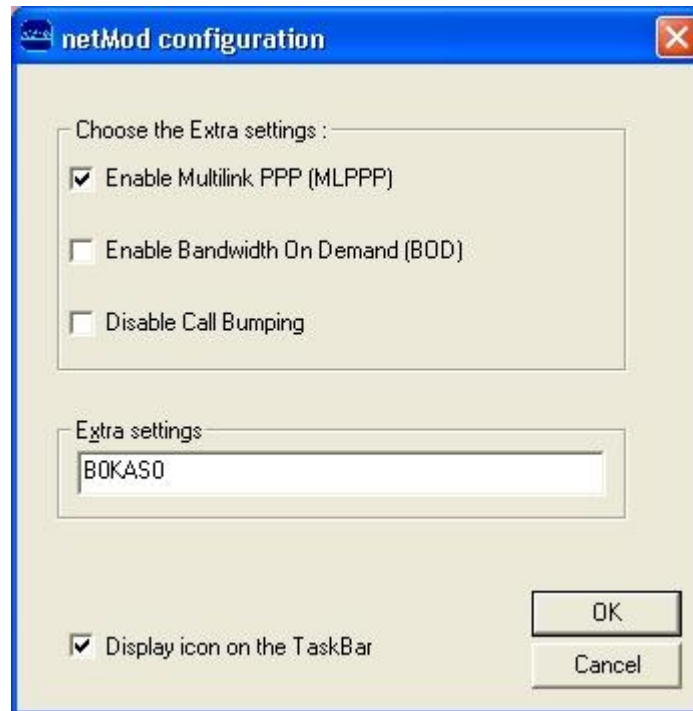 netMod configuration
Choose the Extra settings :
Enable Multilink PPP (MLPPP)
Enable Bandwidth On Demand (BOD)
Disable Call Bumping
Extra settings
B0KAS0
Display icon on the TaskBar
OK
Cancel